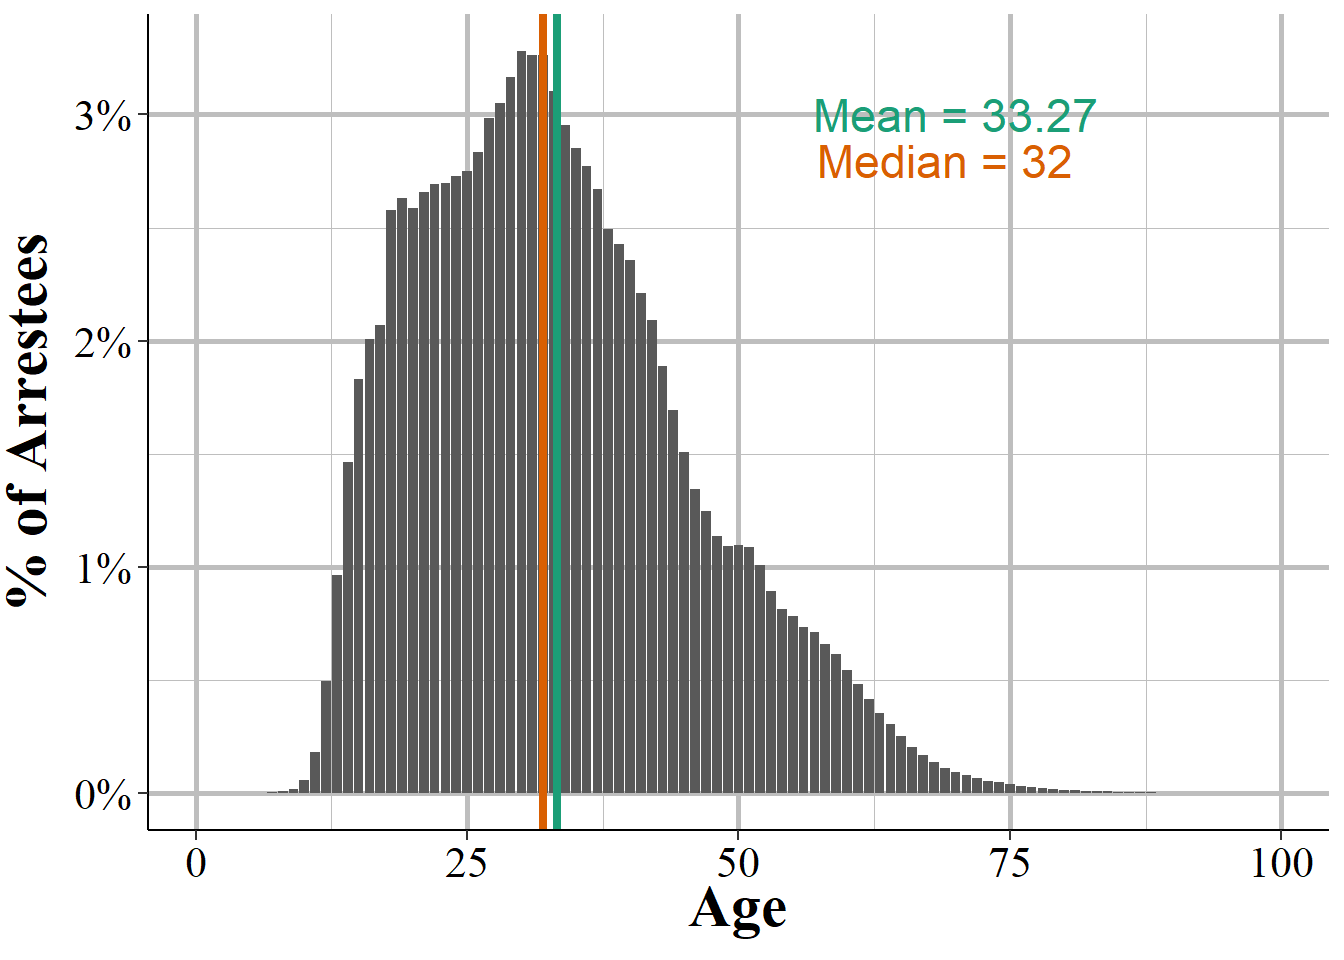 3%
2%
1%
0%
% of Arrestees
Mean = 33.27
Median = 32
0 25 50 75 100
Age